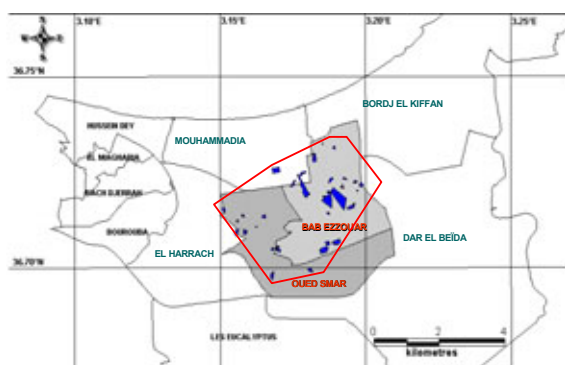 3.10°E 3.15°E 3.20°E 3.25°E
N
36.75°N
BORDJ EL KIFFAN
HUSSEIN DEY
MOUHAMMADIA
EL MAGHARIA
BACH DJERRAH
BOUROUBA
BAB EZZOUAR
DAR EL BEÏDA
EL HARRACH
36.70°N
OUED SMAR
LES EUCALYPTUS
0 2 4
kilometres